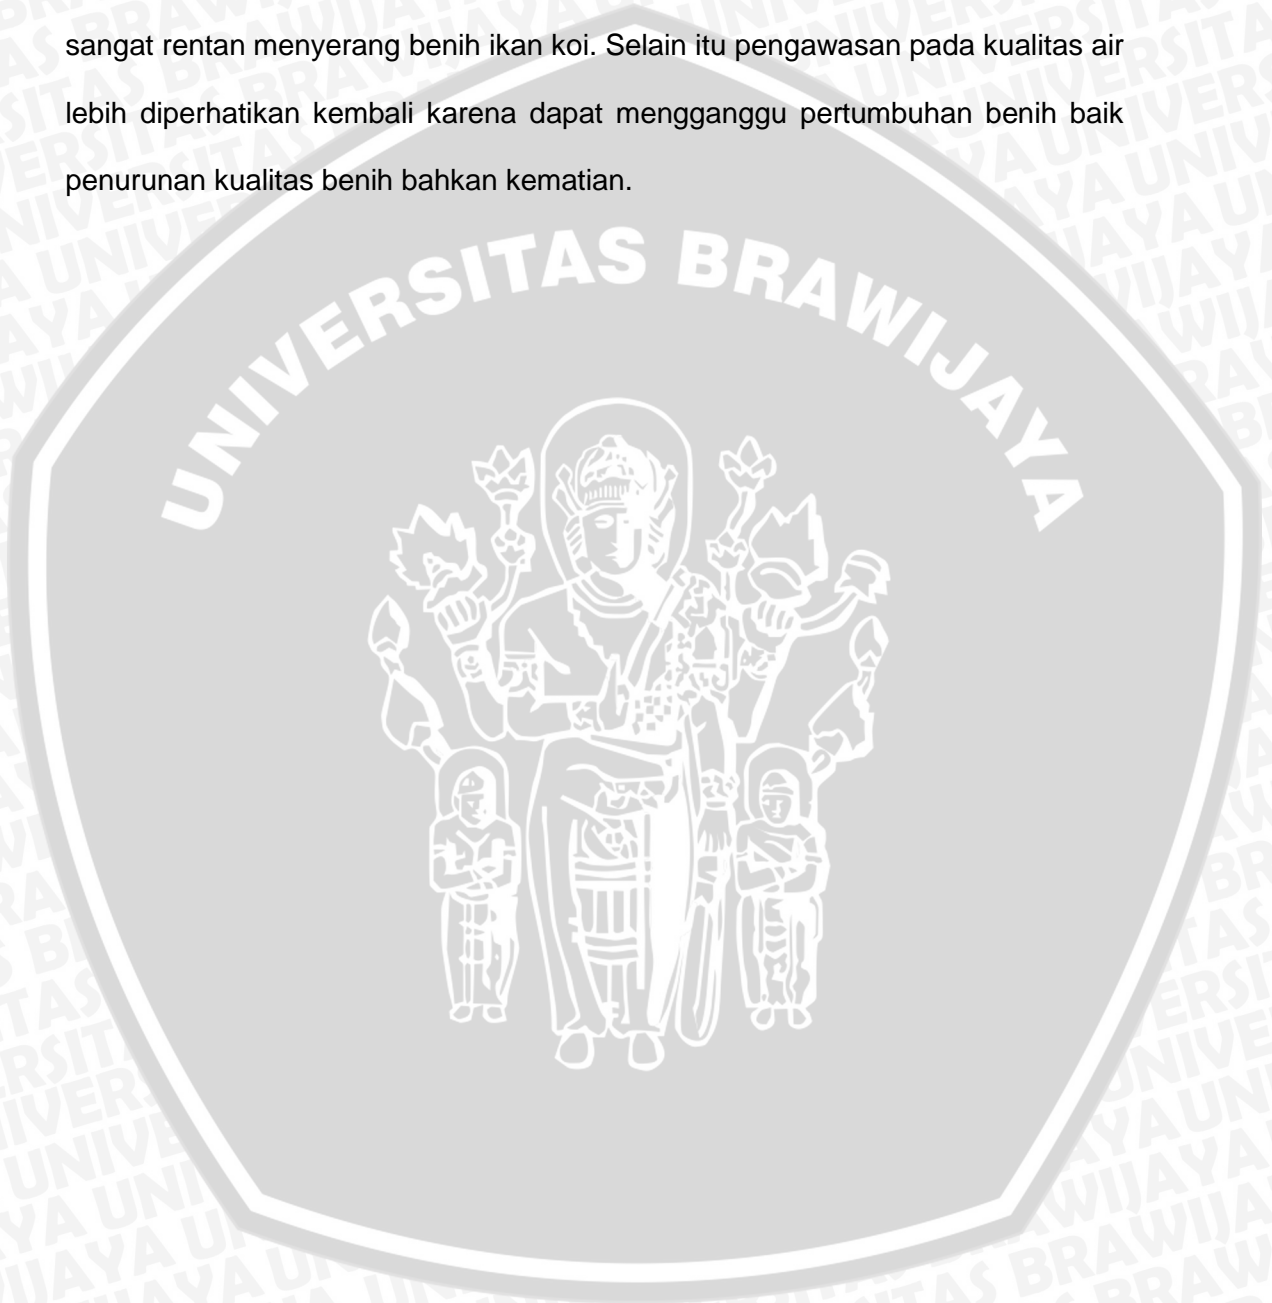 sangat rentan menyerang benih ikan koi. Selain itu pengawasan pada kualitas air
lebih diperhatikan kembali karena dapat mengganggu pertumbuhan benih baik
penurunan kualitas benih bahkan kematian.
UNIVERSITAS BRAWIJAYA